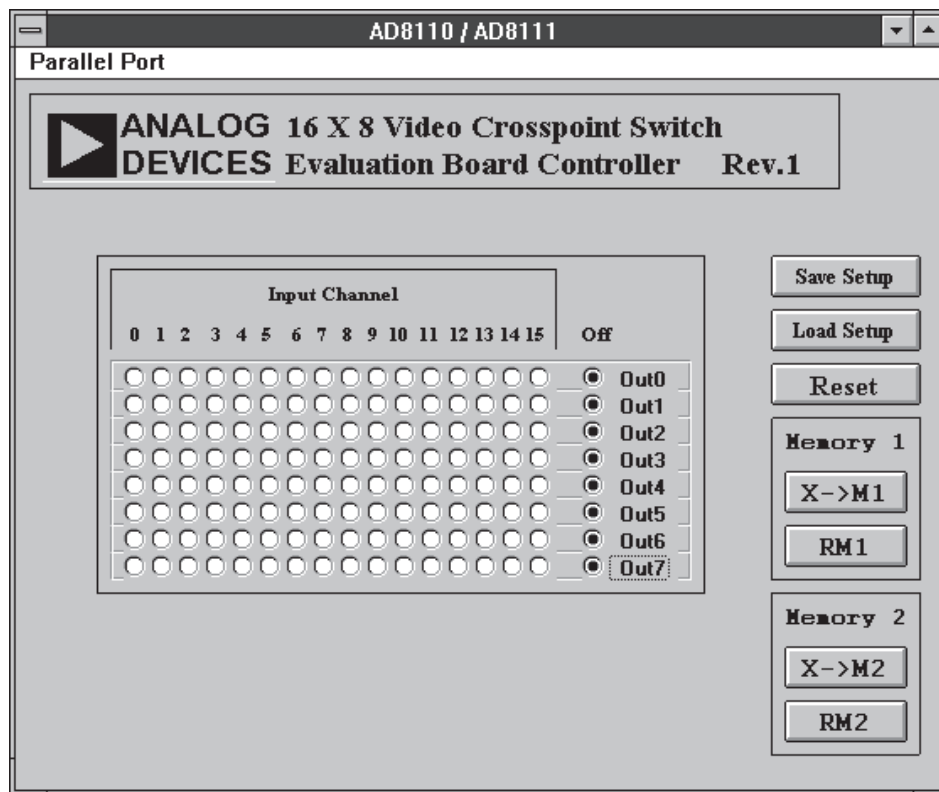 AD8110 / AD8111
Parallel Port
ANALOG DEVICES
16 X 8 Video Crosspoint Switch
Evaluation Board Controller Rev.1
Input Channel
0 1 2 3 4 5 6 7 8 9 10 11 12 13 14 15 Off
Out0
Out1
Out2
Out3
Out4
Out5
Out6
Out7
Save Setup
Load Setup
Reset
Memory 1
X->M1
RM1
Memory 2
X->M2
RM2